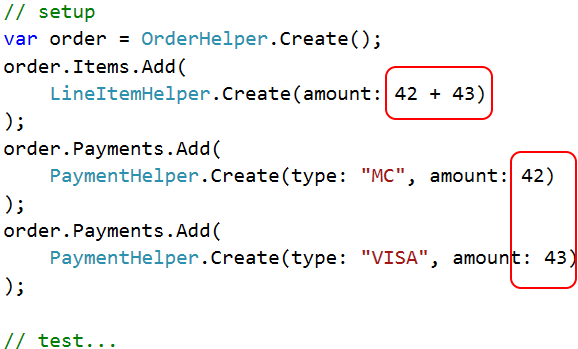 // setup
var order = OrderHelper.Create();
order.Items.Add(
    LineItemHelper.Create(amount: 42 + 43)
);
order.Payments.Add(
    PaymentHelper.Create(type: "MC", amount: 42)
);
order.Payments.Add(
    PaymentHelper.Create(type: "VISA", amount: 43)
);
// test...